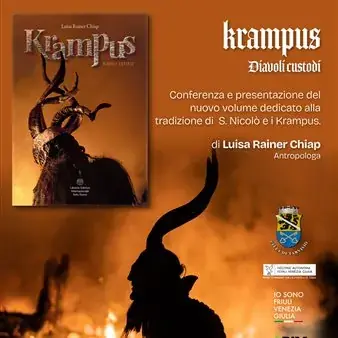 Luisa Rainer Chiap
Krampus
krampus
Diavoli custodi
Conferenza e presentazione del
nuovo volume dedicato alla
tradizione di S. Nicolò e i Krampus.
di Luisa Rainer Chiap
Antropologa
IO SONO
FRIULI
VENEZIA
GIULIA